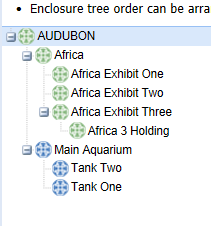 Enclosure tree order can be arra
AUDUBON
Africa
Africa Exhibit One
Africa Exhibit Two
Africa Exhibit Three
Africa 3 Holding
Main Aquarium
Tank Two
Tank One